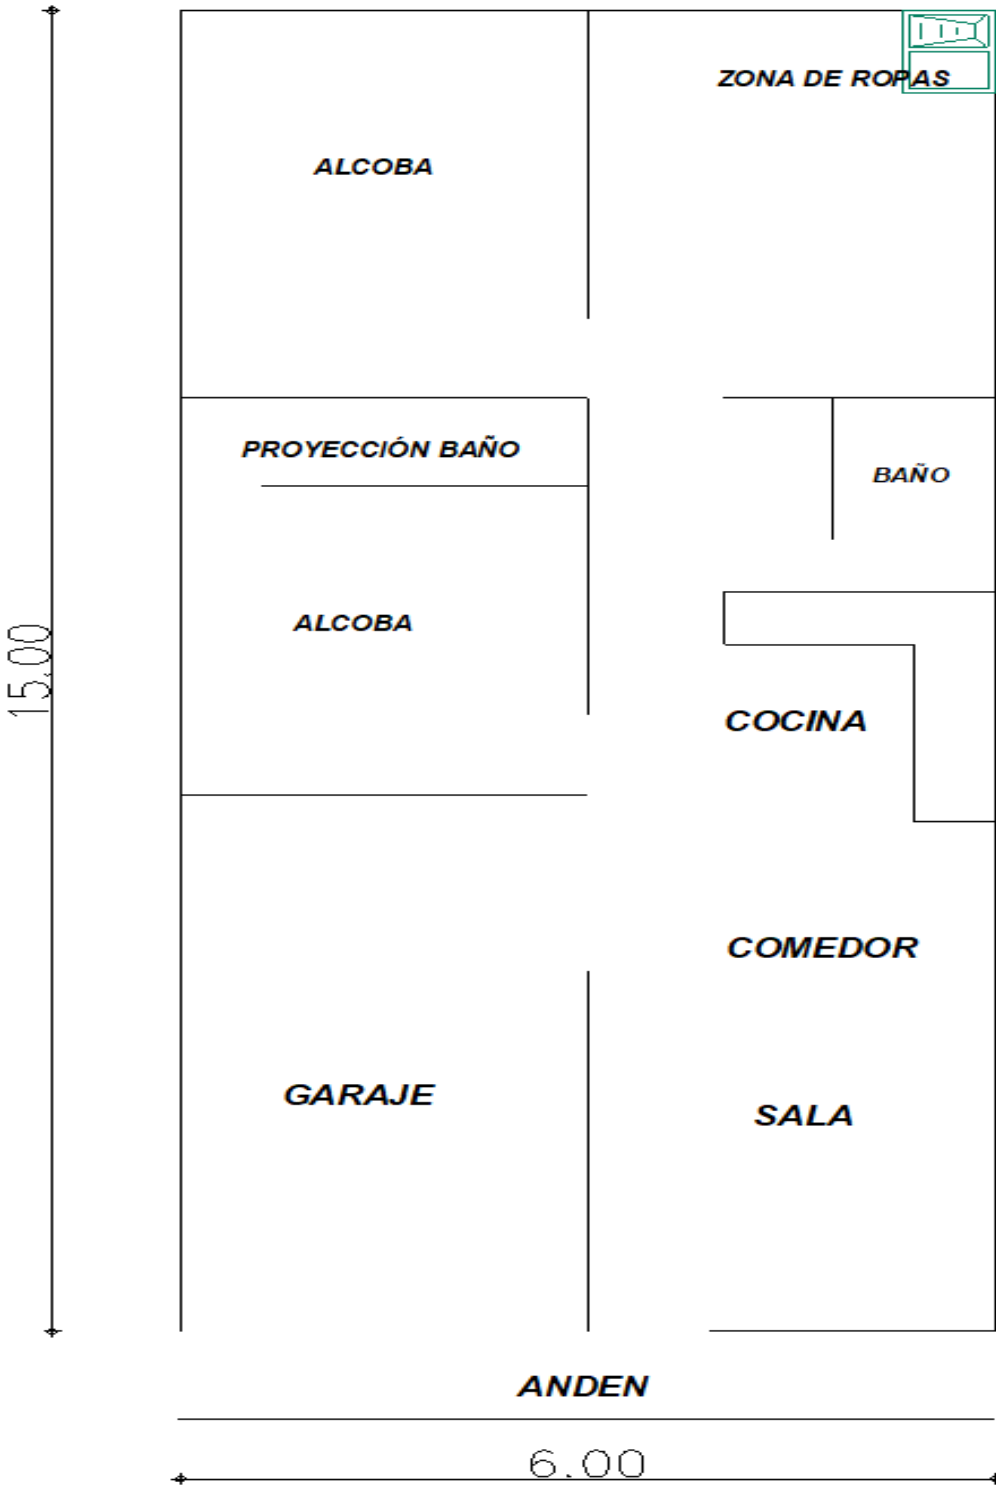 ZONA DE ROPAS
ALCOBA
PROYECCIÓN BAÑO
BAÑO
ALCOBA
15.00
COCINA
COMEDOR
GARAJE
SALA
ANDEN
6.00